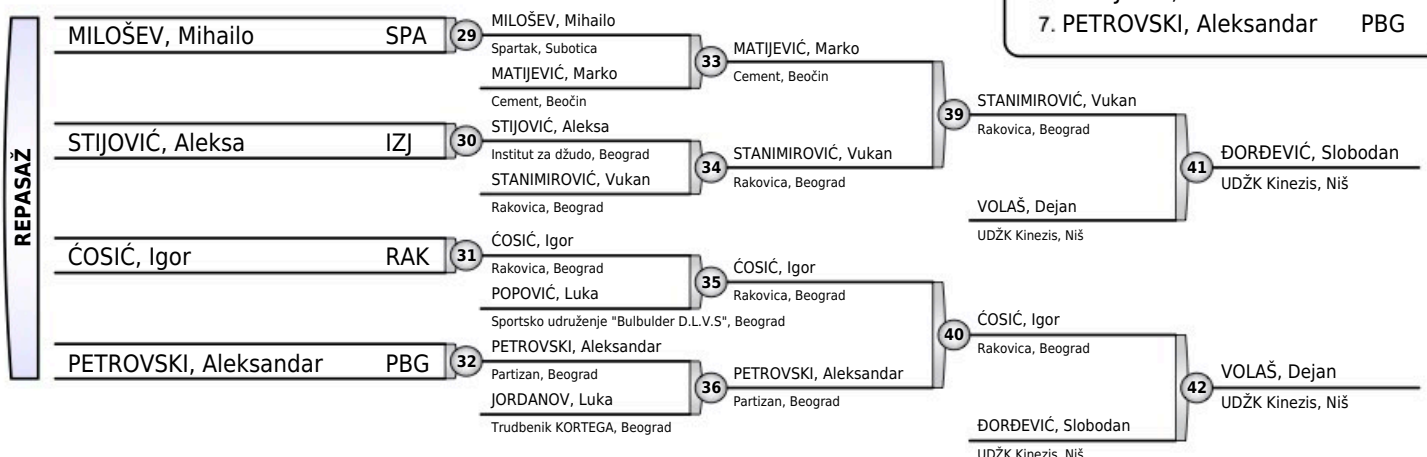 7. PETROVSKI, Aleksandar PBG
REPASAŽ
MILOŠEV, Mihailo SPA
STIJOVIĆ, Aleksa IZJ
ĆOSIĆ, Igor RAK
PETROVSKI, Aleksandar PBG
29
30
31
32
MILOŠEV, Mihailo
Spartak, Subotica
MATIJEVIĆ, Marko
Cement, Beočin
STIJOVIĆ, Aleksa
Institut za džudo, Beograd
STANIMIROVIĆ, Vukan
Rakovica, Beograd
ĆOSIĆ, Igor
Rakovica, Beograd
POPOVIĆ, Luka
Sportsko udruženje "Bulbulder D.L.V.S", Beograd
PETROVSKI, Aleksandar
Partizan, Beograd
JORDANOV, Luka
Trudbenik KORTEGA, Beograd
33
34
35
36
MATIJEVIĆ, Marko
Cement, Beočin
STANIMIROVIĆ, Vukan
Rakovica, Beograd
ĆOSIĆ, Igor
Rakovica, Beograd
PETROVSKI, Aleksandar
Partizan, Beograd
39
40
STANIMIROVIĆ, Vukan
Rakovica, Beograd
VOLAŠ, Dejan
UDŽK Kinezis, Niš
ĆOSIĆ, Igor
Rakovica, Beograd
ĐORĐEVIĆ, Slobodan
UDŽK Kinezis, Niš
41
42
ĐORĐEVIĆ, Slobodan
UDŽK Kinezis, Niš
VOLAŠ, Dejan
UDŽK Kinezis, Niš